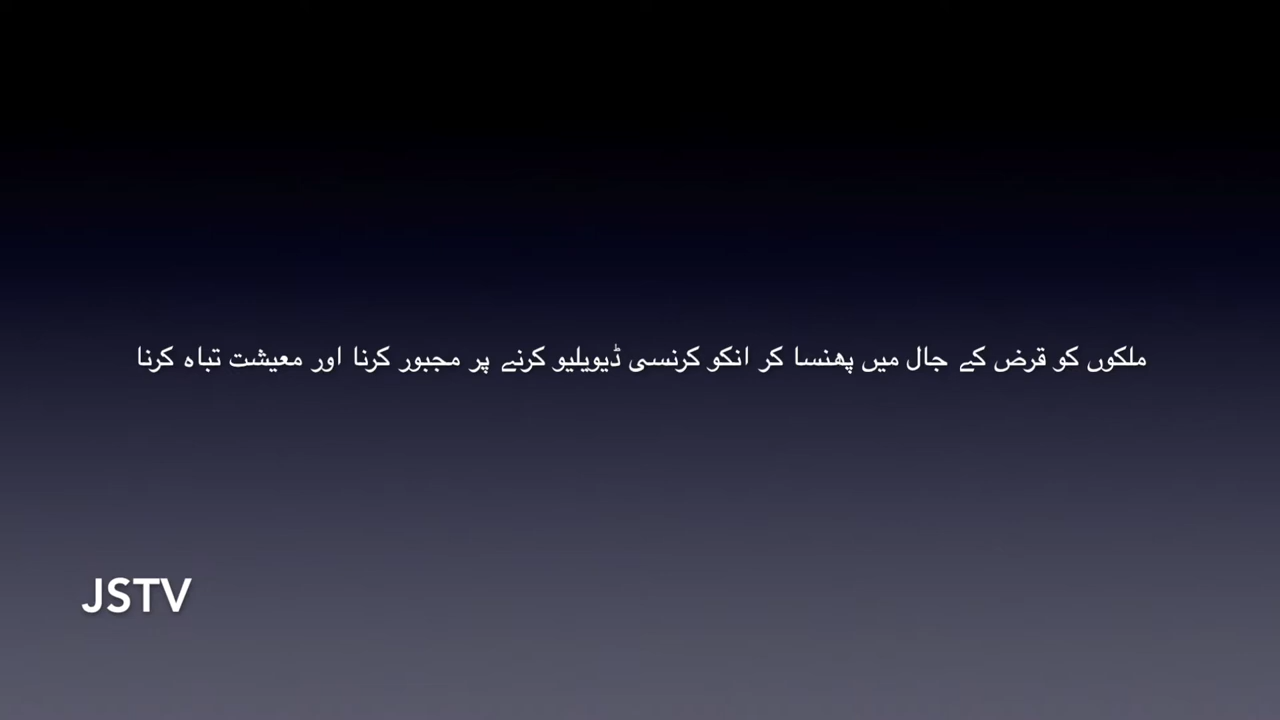 ملکوں کو قرض کے جال میں پھنسا کر انکو کرنسی ڈیویلیو کرنے پر مجبور کرنا اور معیشت تباہ کرنا
JSTV